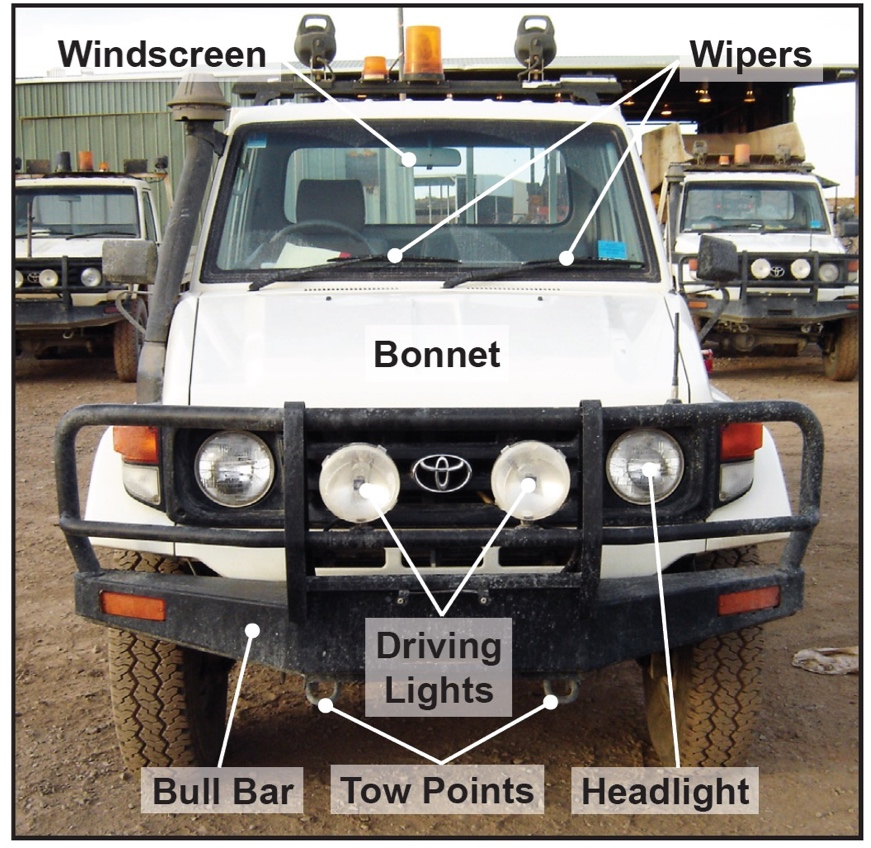 Windscreen
Wipers
Bonnet
Driving
Lights
Bull Bar
Tow Points
Headlight